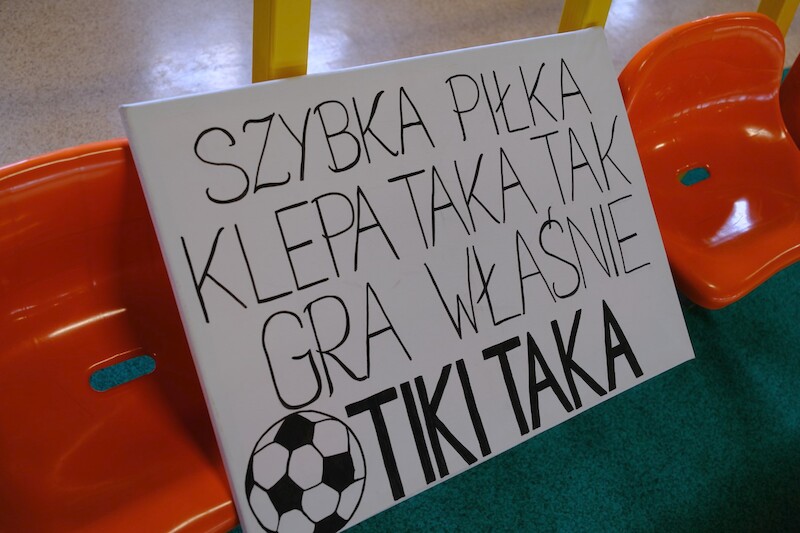 SZYBKA PIŁKA
KLEPA TAKA TAK
GRA WŁAŚNIE
TIKI TAKA